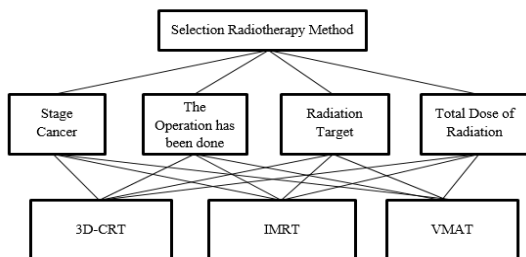 Selection Radiotherapy Method
Stage
Cancer
The
Operation has
been done
Radiation
Target
Total Dose of
Radiation
3D-CRT
IMRT
VMAT